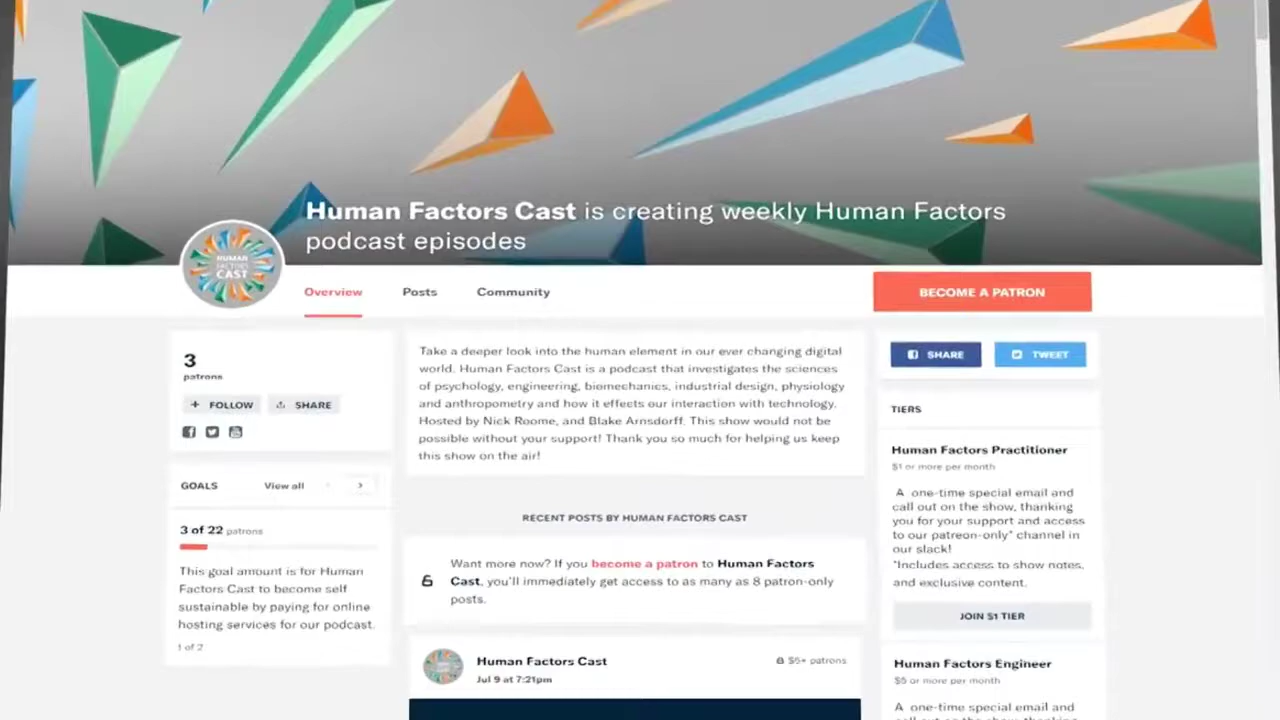 Human Factors Cast is creating weekly Human Factors
podcast episodes
HUMAN
FACTORS
CAST
Overview
Posts
Community
BECOME A PATRON
3
patrons
+ FOLLOW
SHARE
GOALS
View all
3 of 22 patrons
This goal amount is for Human
Factors Cast to become self
sustainable by paying for online
hosting services for our podcast.
1 of 2
Take a deeper look into the human element in our ever changing digital
world. Human Factors Cast is a podcast that investigates the sciences
of psychology, engineering, biomechanics, industrial design, physiology
and anthropometry and how it effects our interaction with technology.
Hosted by Nick Roome, and Blake Arnsdorff. This show would not be
possible without your support! Thank you so much for helping us keep
this show on the air!
RECENT POSTS BY HUMAN FACTORS CAST
Want more now? If you become a patron to Human Factors
Cast, you'll immediately get access to as many as 8 patron-only
posts.
Human Factors Cast
Jul 9 at 7:21pm
$5+ patrons
SHARE
TWEET
TIERS
Human Factors Practitioner
$1 or more per month
A one-time special email and
call out on the show, thanking
you for your support and access
to our patreon-only* channel in
our slack!
*Includes access to show notes,
and exclusive content.
JOIN $1 TIER
Human Factors Engineer
$5 or more per month
A one-time special email and
call out on the show, thanking